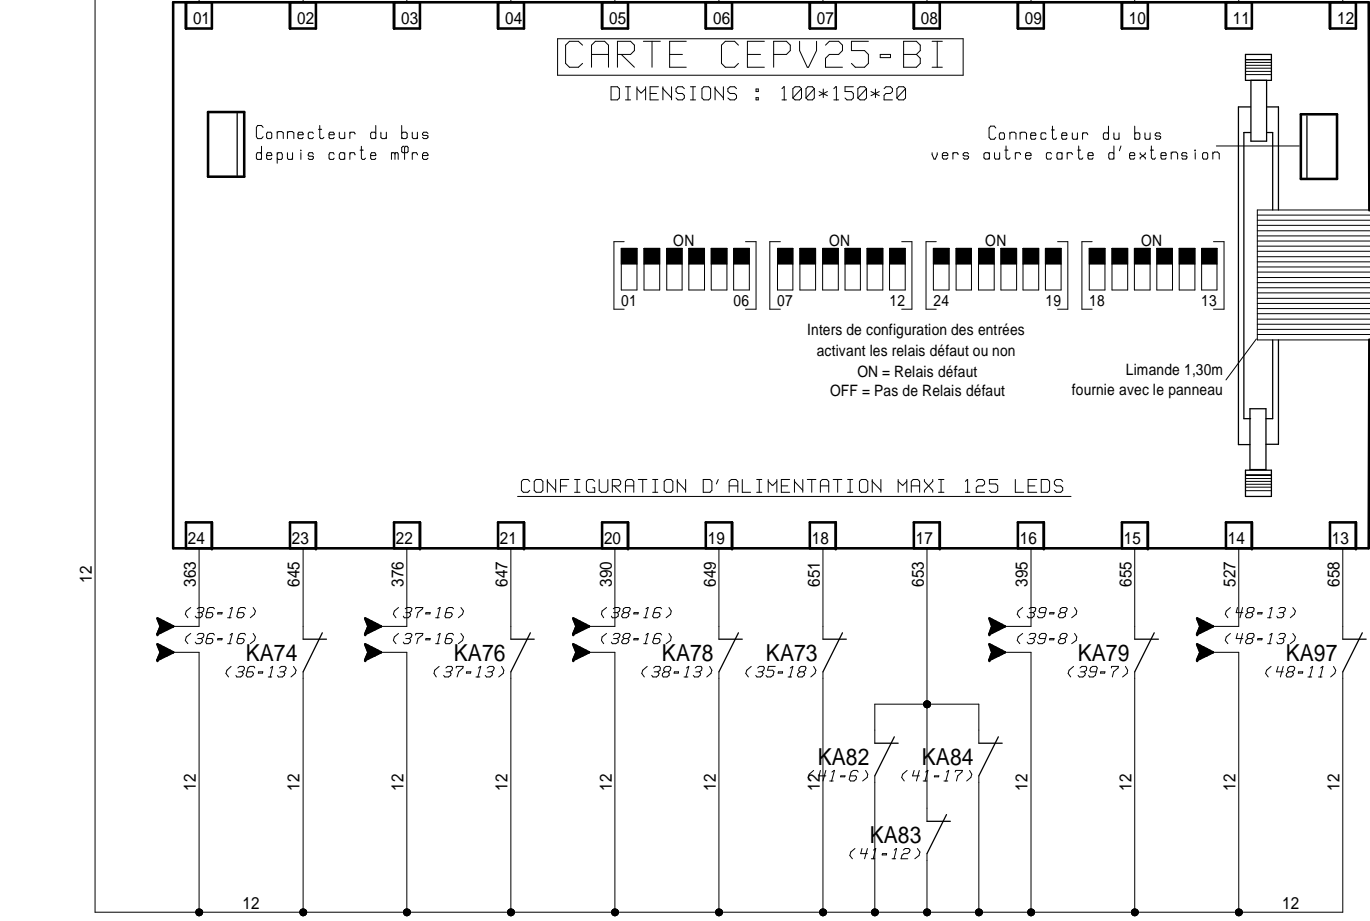 01 02 03 04 05 06 07 08 09 10 11 12
CARTE CEPV25-BI
DIMENSIONS : 100*150*20
Connecteur du bus
depuis carte mφre
Connecteur du bus
vers autre carte d'extension
ON ON ON ON
01 06 07 12 24 19 18 13
Inters de configuration des entrées
activant les relais défaut ou non
ON = Relais défaut
OFF = Pas de Relais défaut
Limande 1,30m
fournie avec le panneau
CONFIGURATION D'ALIMENTATION MAXI 125 LEDS
24 23 22 21 20 19 18 17 16 15 14 13
12 363 645 376 647 390 649 651 653 395 655 527 658
(36-16) (37-16) (38-16) (39-8) (48-13)
(36-16) (37-16) (38-16) (39-8) (48-13)
KA74 KA76 KA78 KA73 KA79 KA97
(36-13) (37-13) (38-13) (35-18) (39-7) (48-11)
KA82 KA84
(41-6) (41-17)
12 12 12 12 12 12 12 12 12 12 12
KA83
(41-12)
12 12